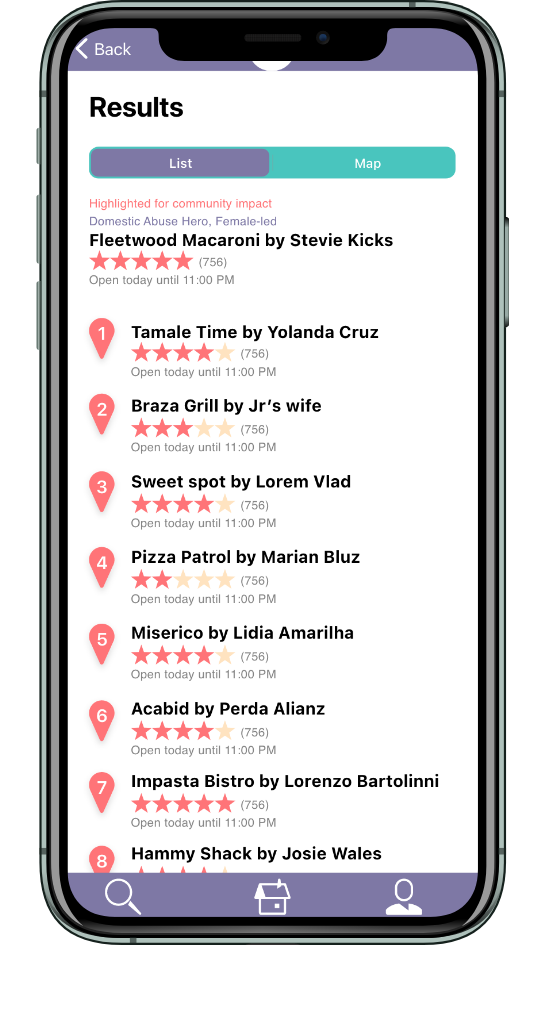 Back
Results
List Map
Highlighted for community impact
Domestic Abuse Hero, Female-led
Fleetwood Macaroni by Stevie Kicks
(756)
Open today until 11:00 PM
1 Tamale Time by Yolanda Cruz
(756)
Open today until 11:00 PM
2 Braza Grill by Jr’s wife
(756)
Open today until 11:00 PM
3 Sweet spot by Lorem Vlad
(756)
Open today until 11:00 PM
4 Pizza Patrol by Marian Bluz
(756)
Open today until 11:00 PM
5 Miserico by Lidia Amarilha
(756)
Open today until 11:00 PM
6 Acabid by Perda Alianz
(756)
Open today until 11:00 PM
7 Impasta Bistro by Lorenzo Bartolinni
(756)
Open today until 11:00 PM
8 Hammy Shack by Josie Wales